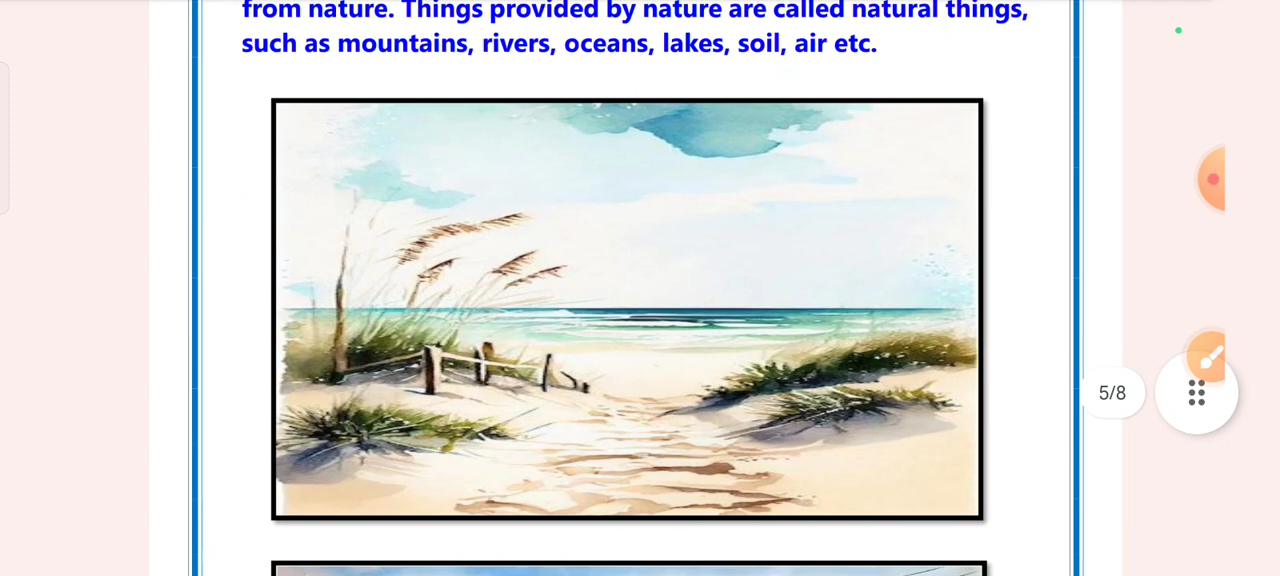 from nature. Things provided by nature are called natural things,
such as mountains, rivers, oceans, lakes, soil, air etc.
5/8